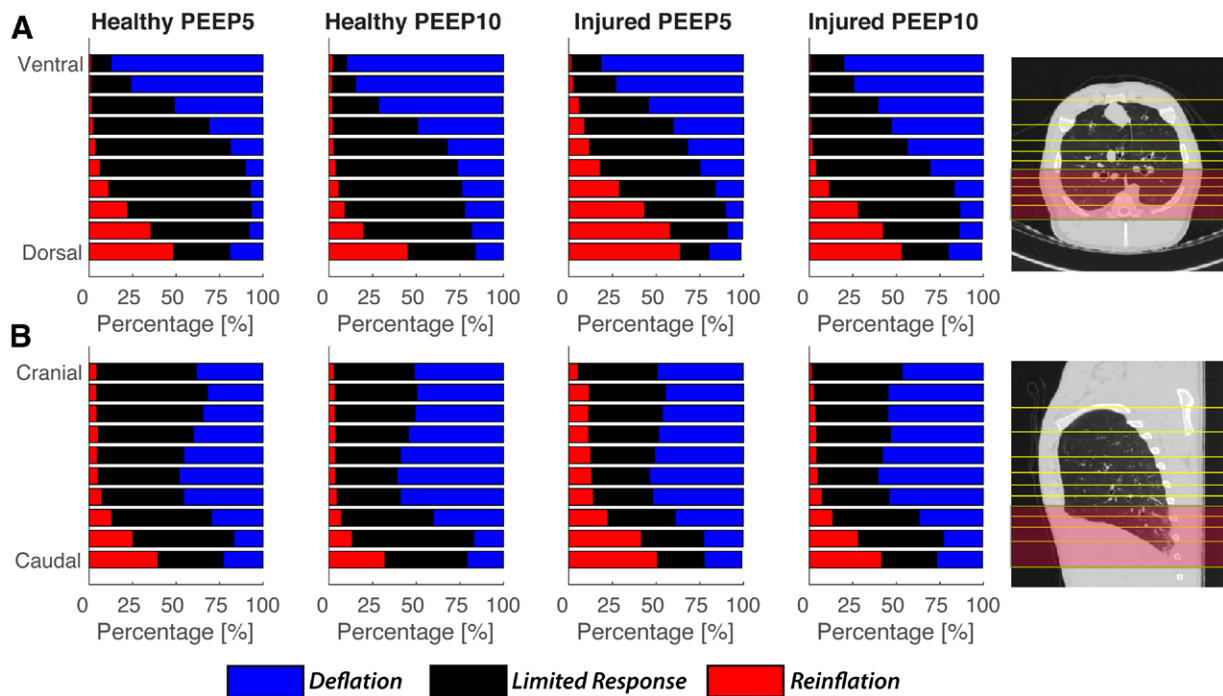 A
Healthy PEEP5 Healthy PEEP10 Injured PEEP5 Injured PEEP10
Ventral
Dorsal
0 25 50 75 100 0 25 50 75 100 0 25 50 75 100 0 25 50 75 100
Percentage [%] Percentage [%] Percentage [%] Percentage [%]
B
Cranial
Caudal
0 25 50 75 100 0 25 50 75 100 0 25 50 75 100 0 25 50 75 100
Percentage [%] Percentage [%] Percentage [%] Percentage [%]
Deflation Limited Response Reinflation